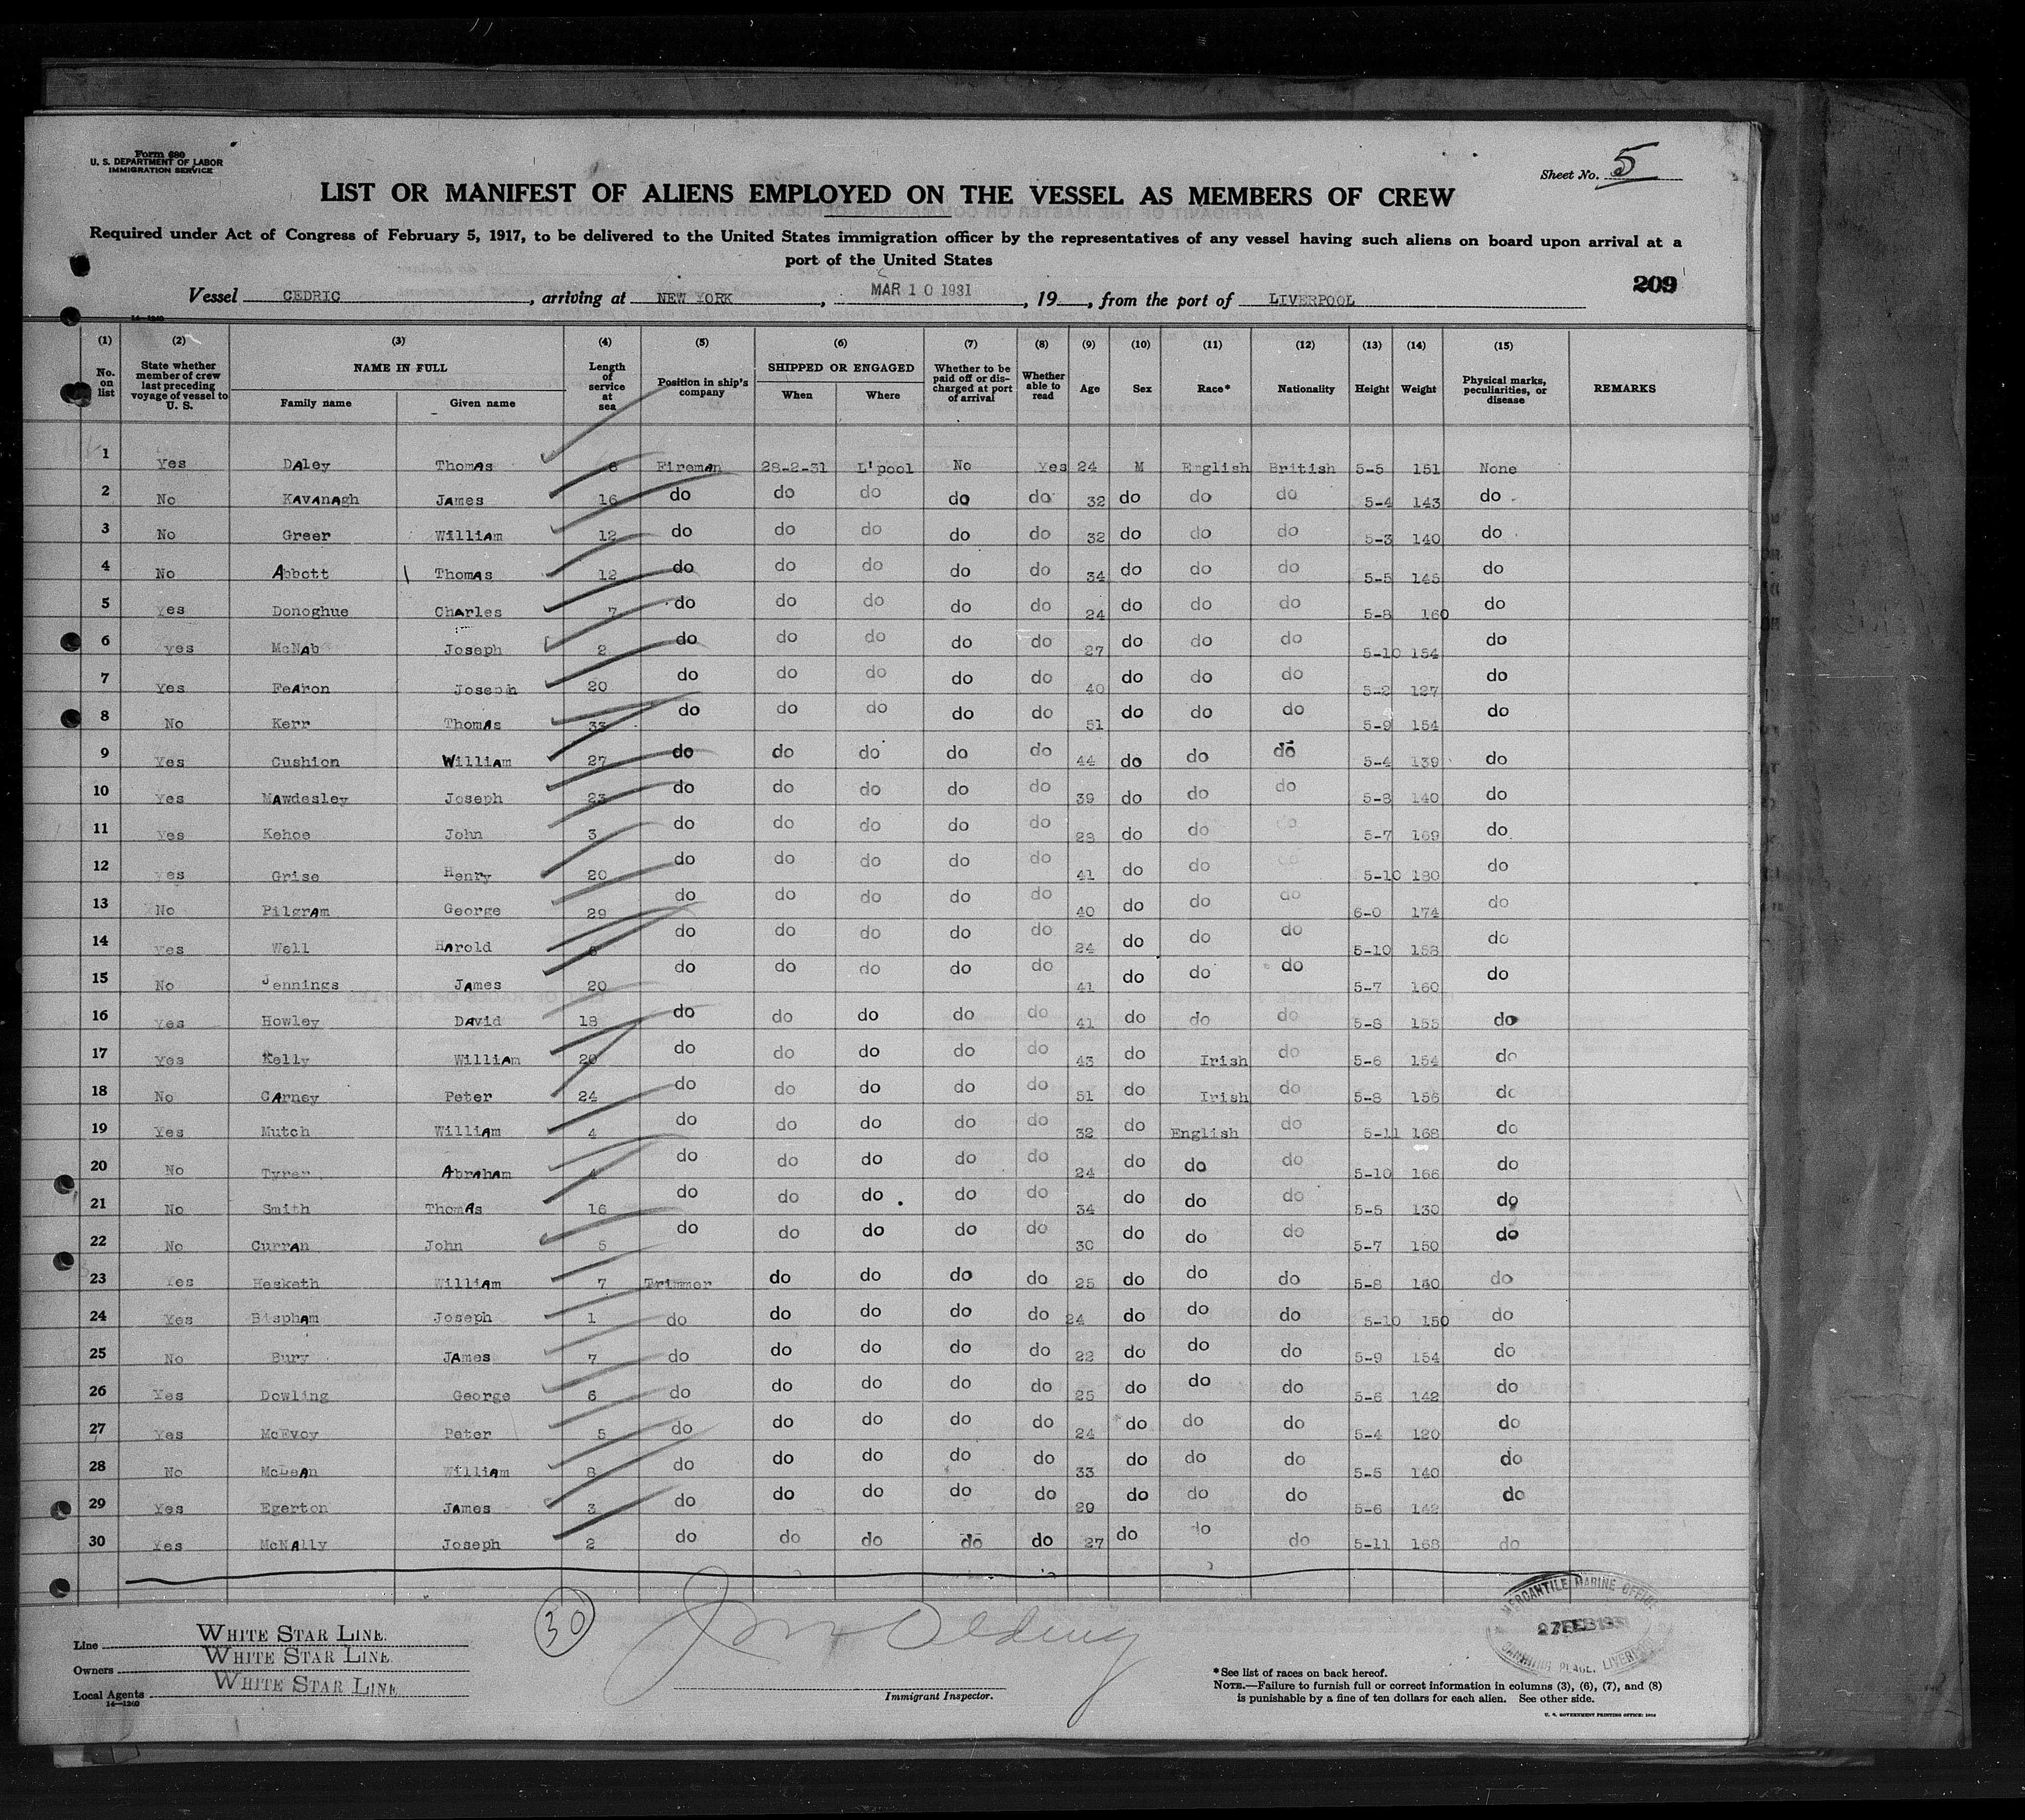 Form 680
U. S. DEPARTMENT OF LABOR
IMMIGRATION SERVICE
Sheet No. 5
LIST OR MANIFEST OF ALIENS EMPLOYED ON THE VESSEL AS MEMBERS OF CREW
Required under Act of Congress of February 5, 1917, to be delivered to the United States immigration officer by the representatives of any vessel having such aliens on board upon arrival at a
port of the United States
209
Vessel CEDRIC, arriving at NEW YORK, MAR 10 1931, 19__, from the port of LIVERPOOL
14—1240
(1) No. on list (2) State whether member of crew last preceding voyage of vessel to U. S. (3) NAME IN FULL Family name Given name (4) Length of service at sea (5) Position in ship's company (6) SHIPPED OR ENGAGED When Where (7) Whether to be paid off or discharged at port of arrival (8) Whether able to read (9) Age (10) Sex (11) Race* (12) Nationality (13) Height (14) Weight (15) Physical marks, peculiarities, or disease REMARKS
1 Yes Daley Thomas 6 Fireman 28-2-31 L'pool No Yes 24 M English British 5-5 151 None
2 No Kavanagh James 16 do do do do do 32 do do do 5-4 143 do
3 No Greer William 12 do do do do do 32 do do do 5-3 140 do
4 No Abbott Thomas 12 do do do do do 34 do do do 5-5 145 do
5 Yes Donoghue Charles 7 do do do do do 24 do do do 5-8 160 do
6 yes McNab Joseph 2 do do do do do 27 do do do 5-10 154 do
7 Yes Fearon Joseph 20 do do do do do 40 do do do 5-2 127 do
8 No Kerr Thomas 33 do do do do do 51 do do do 5-9 154 do
9 Yes Cushion William 27 do do do do do 44 do do do 5-4 139 do
10 Yes Mawdesley Joseph 23 do do do do do 39 do do do 5-8 140 do
11 Yes Kehoe John 3 do do do do do 28 do do do 5-7 169 do
12 Yes Grise Henry 20 do do do do do 41 do do do 5-10 180 do
13 No Pilgram George 29 do do do do do 40 do do do 6-0 174 do
14 Yes Well Harold do do do do do 24 do do do 5-10 158 do
15 No Jennings James 20 do do do do do 41 do do do 5-7 160 do
16 Yes Howley David 18 do do do do do 41 do do do 5-8 155 do
17 Yes Kelly William 20 do do do do do 43 do Irish do 5-6 154 do
18 No Carney Peter 24 do do do do do 51 do Irish do 5-8 156 do
19 Yes Mutch William 4 do do do do do 32 do English do 5-11 168 do
20 No Tyrer Abraham 4 do do do do do 24 do do do 5-10 166 do
21 No Smith Thomas 16 do do do do do 34 do do do 5-5 130 do
22 No Curran John 5 do do do do do 30 do do do 5-7 150 do
23 Yes Hesketh William 7 Trimmer do do do do 25 do do do 5-8 140 do
24 Yes Bispham Joseph 1 do do do do do 24 do do do 5-10 150 do
25 No Bury James 7 do do do do do 22 do do do 5-9 154 do
26 Yes Dowling George 6 do do do do do 25 do do do 5-6 142 do
27 Yes McEvoy Peter 5 do do do do do 24 do do do 5-4 120 do
28 No McLean William 8 do do do do do 33 do do do 5-5 140 do
29 Yes Egerton James 3 do do do do do 29 do do do 5-6 142 do
30 Yes McNally Joseph 2 do do do do do 27 do do do 5-11 168 do
30
MERCANTILE MARINE OFFICE
27 FEB 1931
CANNING PLACE, LIVERPOOL
Line WHITE STAR LINE.
Owners WHITE STAR LINE
Local Agents WHITE STAR LINE
14—1240
Immigrant Inspector.
*See list of races on back hereof.
NOTE.—Failure to furnish full or correct information in columns (3), (6), (7), and (8)
is punishable by a fine of ten dollars for each alien. See other side.